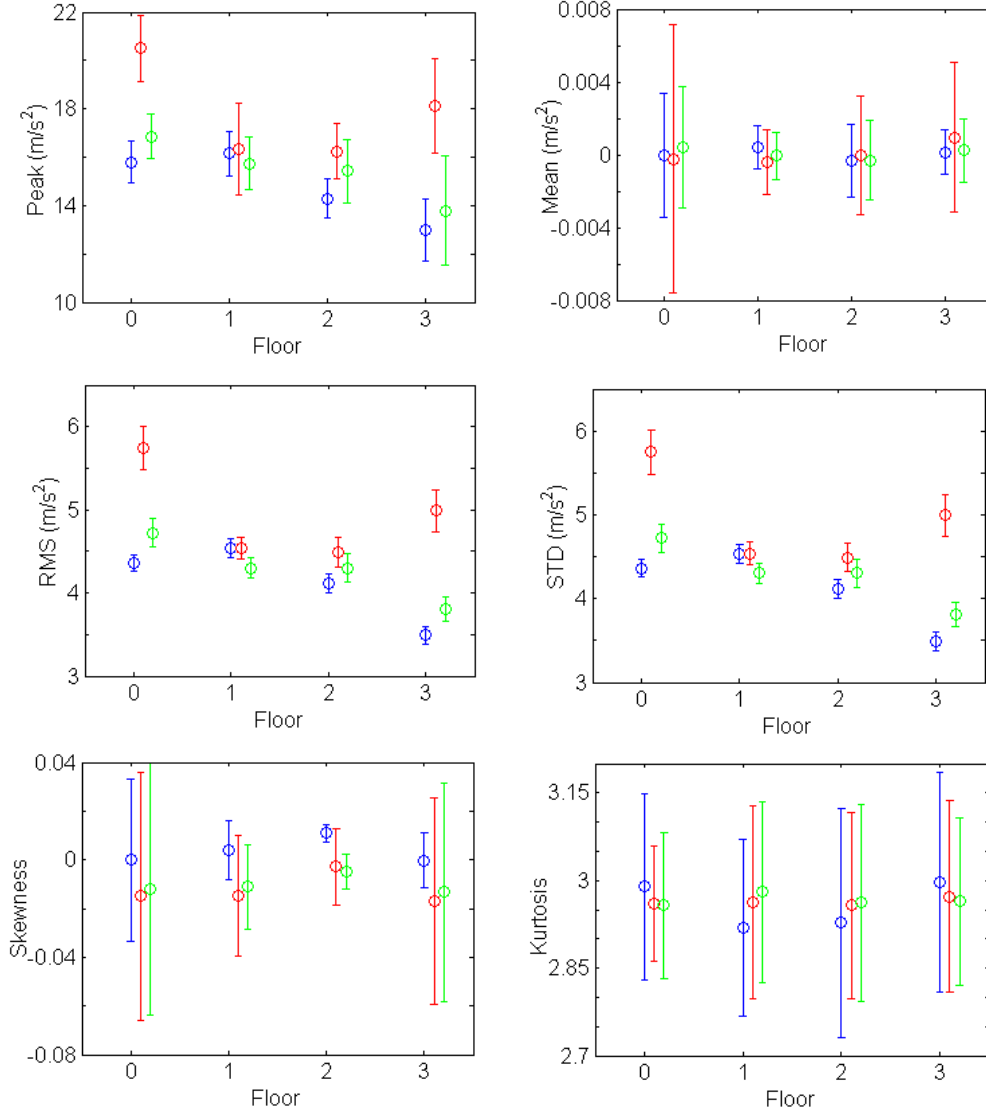 22
18
14
10
Peak (m/s²)
0 1 2 3
Floor
0.008
0.004
0
-0.004
-0.008
Mean (m/s²)
0 1 2 3
Floor
6
5
4
3
RMS (m/s²)
0 1 2 3
Floor
6
5
4
3
STD (m/s²)
0 1 2 3
Floor
0.04
0
-0.04
-0.08
Skewness
0 1 2 3
Floor
3.15
3
2.85
2.7
Kurtosis
0 1 2 3
Floor